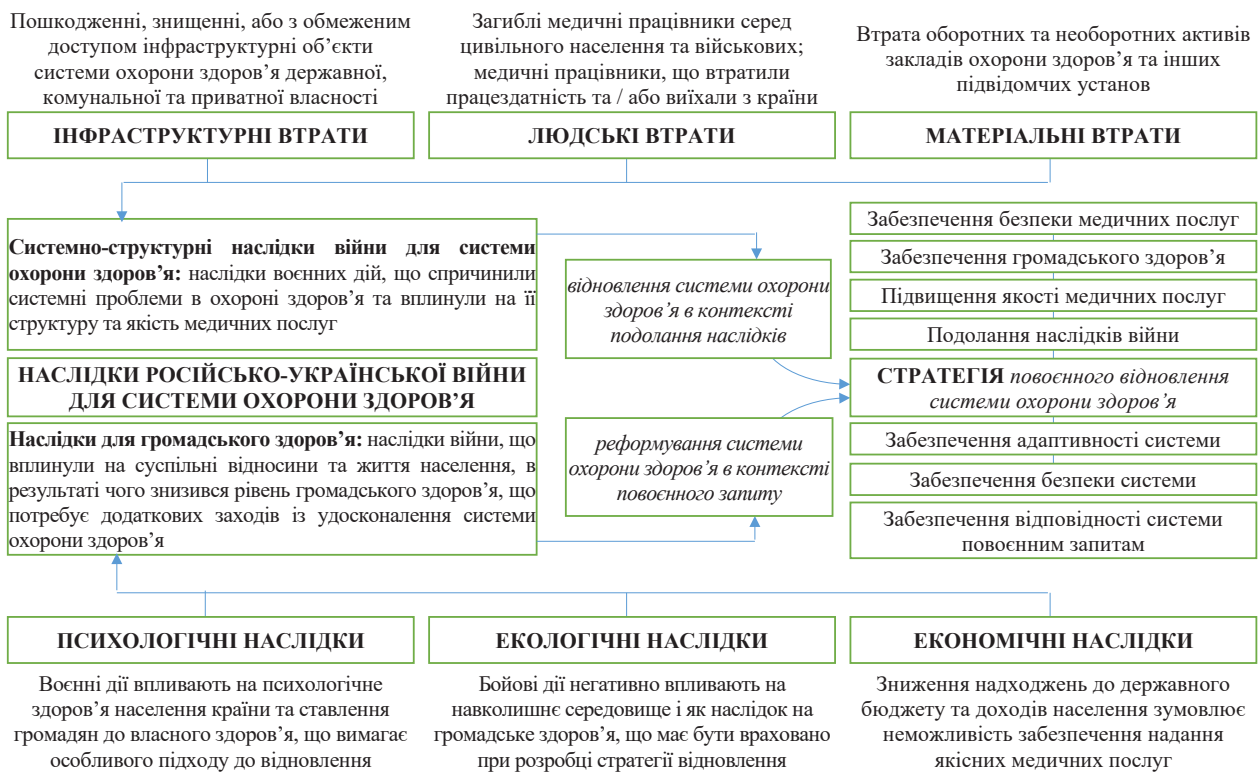 Пошкодженні, знищенні, або з обмеженим
доступом інфраструктурні об’єкти
системи охорони здоров’я державної,
комунальної та приватної власності
ІНФРАСТРУКТУРНІ ВТРАТИ
Загиблі медичні працівники серед
цивільного населення та військових;
медичні працівники, що втратили
працездатність та / або виїхали з країни
ЛЮДСЬКІ ВТРАТИ
Втрата оборотних та необоротних активів
закладів охорони здоров’я та інших
підвідомчих установ
МАТЕРІАЛЬНІ ВТРАТИ
Системно-структурні наслідки війни для системи
охорони здоров’я: наслідки воєнних дій, що спричинили
системні проблеми в охороні здоров’я та вплинули на її
структуру та якість медичних послуг
НАСЛІДКИ РОСІЙСЬКО-УКРАЇНСЬКОЇ ВІЙНИ
ДЛЯ СИСТЕМИ ОХОРОНИ ЗДОРОВ’Я
Наслідки для громадського здоров’я: наслідки війни, що
вплинули на суспільні відносини та життя населення, в
результаті чого знизився рівень громадського здоров’я, що
потребує додаткових заходів із удосконалення системи
охорони здоров’я
відновлення системи охорони
здоров’я в контексті
подолання наслідків
реформування системи
охорони здоров’я в контексті
повоєнного запиту
Забезпечення безпеки медичних послуг
Забезпечення громадського здоров’я
Підвищення якості медичних послуг
Подолання наслідків війни
СТРАТЕГІЯ повоєнного відновлення
системи охорони здоров’я
Забезпечення адаптивності системи
Забезпечення безпеки системи
Забезпечення відповідності системи
повоєнним запитам
ПСИХОЛОГІЧНІ НАСЛІДКИ
Воєнні дії впливають на психологічне
здоров’я населення країни та ставлення
громадян до власного здоров’я, що вимагає
особливого підходу до відновлення
ЕКОЛОГІЧНІ НАСЛІДКИ
Бойові дії негативно впливають на
навколишнє середовище і як наслідок на
громадське здоров’я, що має бути враховано
при розробці стратегії відновлення
ЕКОНОМІЧНІ НАСЛІДКИ
Зниження надходжень до державного
бюджету та доходів населення зумовлює
неможливість забезпечення надання
якісних медичних послуг